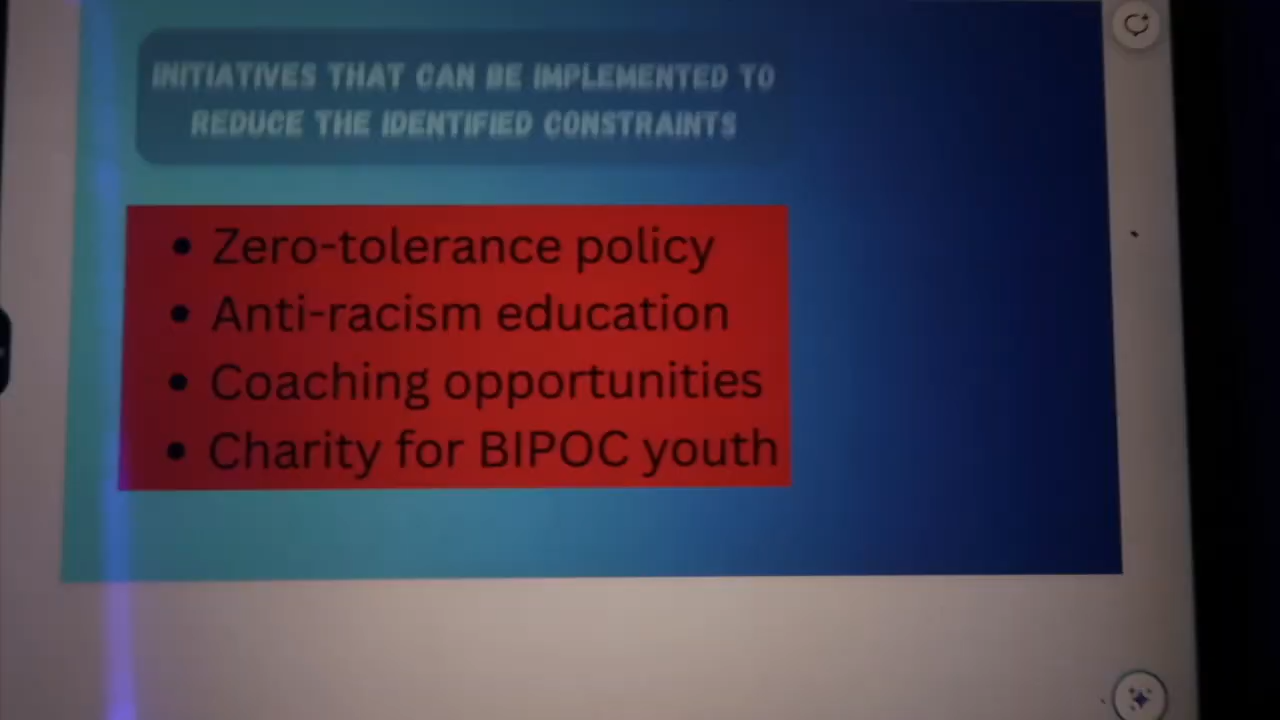 INITIATIVES THAT CAN BE IMPLEMENTED TO
REDUCE THE IDENTIFIED CONSTRAINTS
• Zero-tolerance policy
• Anti-racism education
• Coaching opportunities
• Charity for BIPOC youth